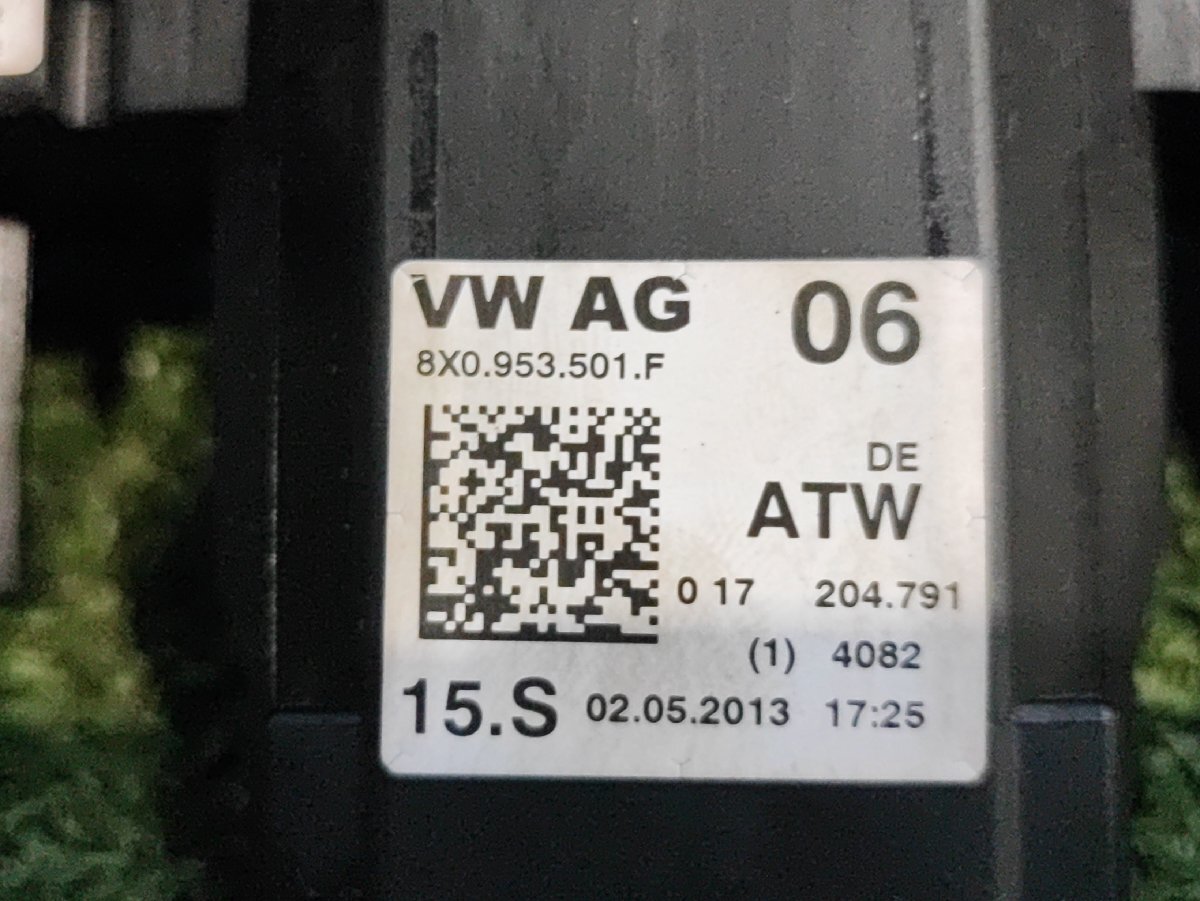 VW AG 06
8X0.953.501.F
DE
ATW
0 17 204.791
(1) 4082
15.S 02.05.2013 17:25